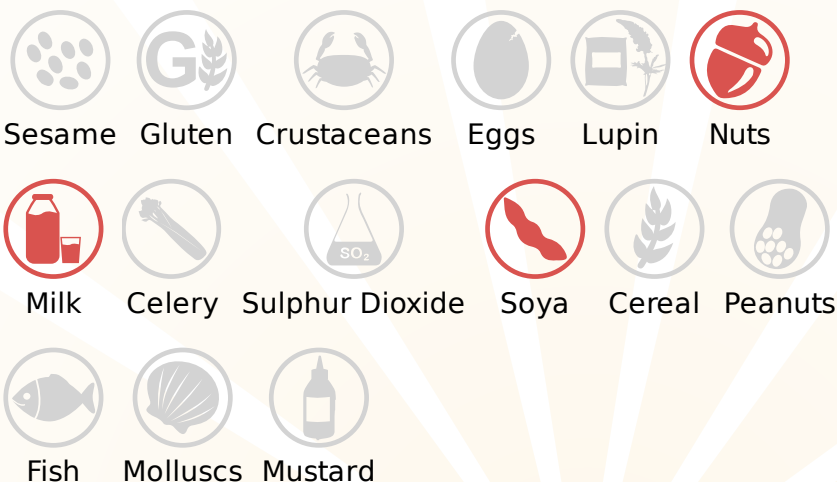 G
Sesame Gluten Crustaceans Eggs Lupin Nuts
SO₂
Milk Celery Sulphur Dioxide Soya Cereal Peanuts
Fish Molluscs Mustard